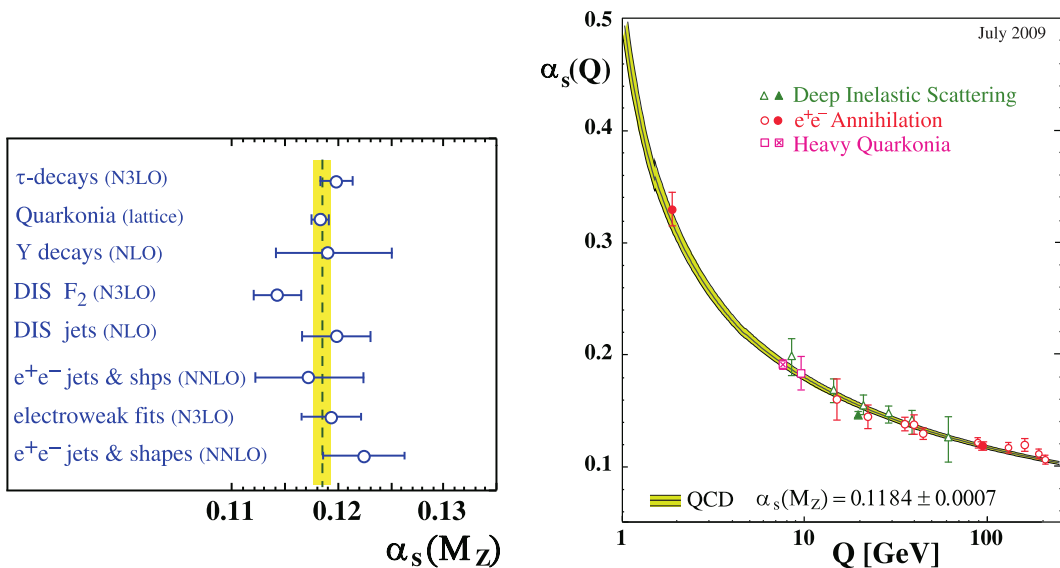 τ-decays (N3LO)
Quarkonia (lattice)
Υ decays (NLO)
DIS F₂ (N3LO)
DIS jets (NLO)
e⁺e⁻ jets & shps (NNLO)
electroweak fits (N3LO)
e⁺e⁻ jets & shapes (NNLO)
0.11 0.12 0.13
αₛ(M_Z)
0.5
0.4
0.3
0.2
0.1
αₛ(Q)
July 2009
Deep Inelastic Scattering
e⁺e⁻ Annihilation
Heavy Quarkonia
QCD αₛ(M_Z) = 0.1184 ± 0.0007
1 10 100
Q [GeV]